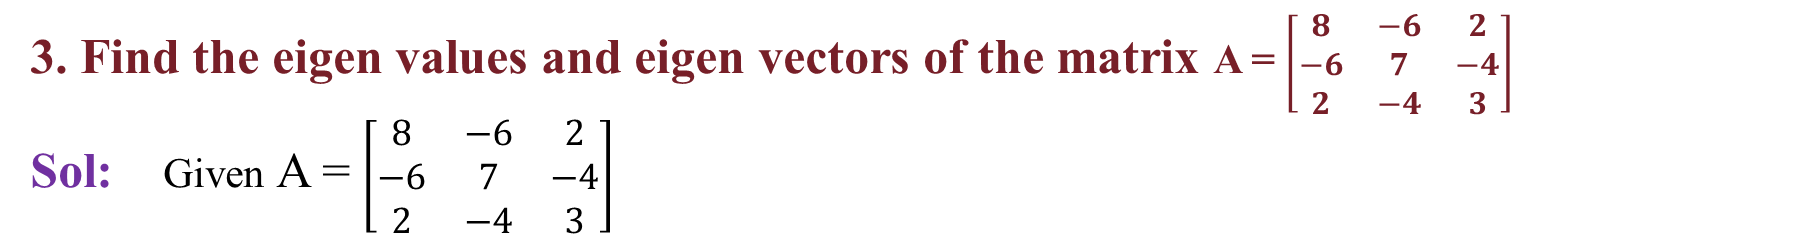 3. Find the eigen values and eigen vectors of the matrix A = [8 −6 2
−6 7 −4
2 −4 3]
Sol: Given A = [8 −6 2
−6 7 −4
2 −4 3]